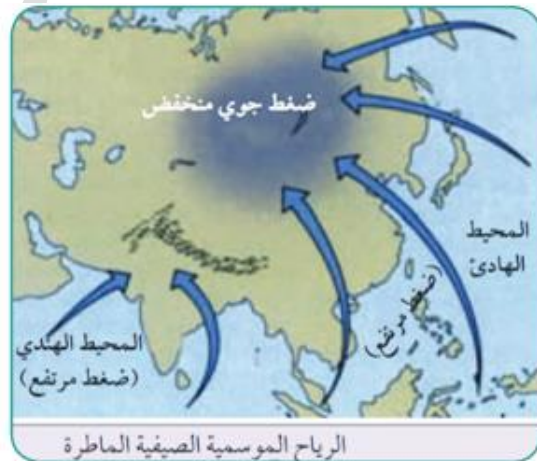 ضغط جوي منخفض
المحيط
الهادئ
(ضغط مرتفع)
المحيط الهندي
(ضغط مرتفع)
الرياح الموسمية الصيفية الماطرة